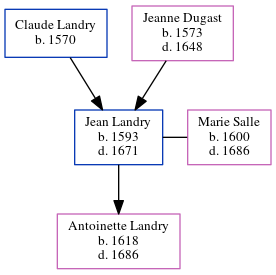 Claude Landry
b. 1570
Jeanne Dugast
b. 1573
d. 1648
Jean Landry
b. 1593
d. 1671
Marie Salle
b. 1600
d. 1686
Antoinette Landry
b. 1618
d. 1686